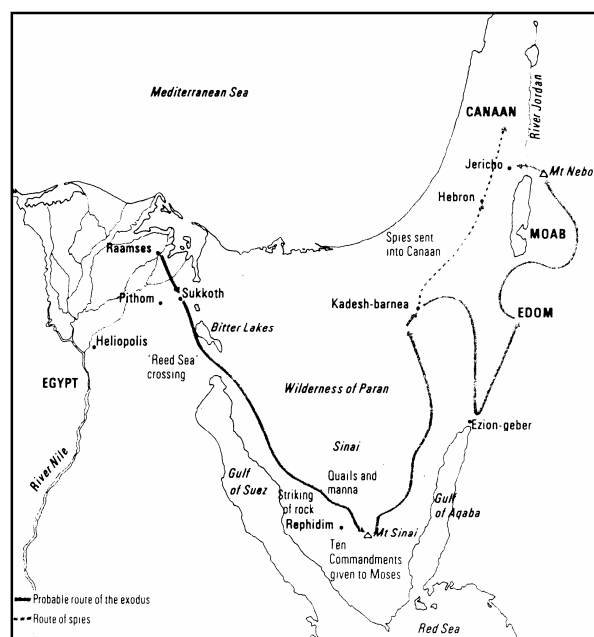 Mediterranean Sea
CANAAN
River Jordan
Jericho
Mt Nebo
Hebron
MOAB
Spies sent
into Canaan
Raamses
Sukkoth
Pithom
Kadesh-barnea
EDOM
Bitter Lakes
Heliopolis
'Reed Sea'
crossing
EGYPT
Wilderness of Paran
Ezion-geber
Sinai
River Nile
Gulf
of Suez
Quails and
manna
Striking
of rock
Gulf
of Aqaba
Rephidim
Mt Sinai
Ten
Commandments
given to Moses
Probable route of the exodus
Route of spies
Red Sea